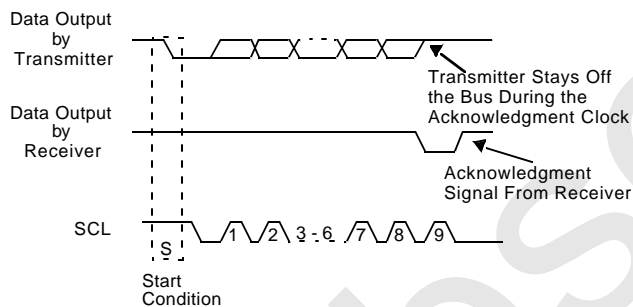 Data Output
by
Transmitter
Transmitter Stays Off
the Bus During the
Acknowledgment Clock
Data Output
by
Receiver
Acknowledgment
Signal From Receiver
SCL
S
1 2 3 - 6 7 8 9
Start
Condition